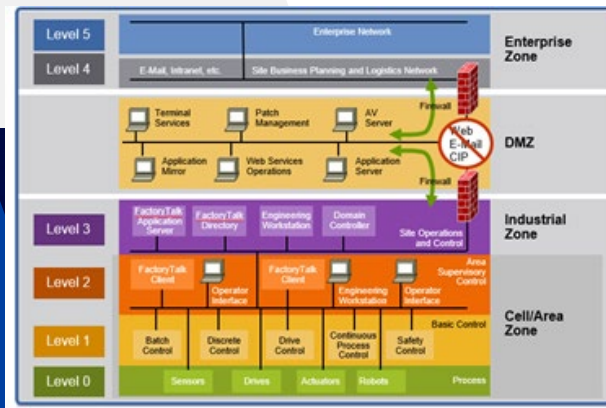 Level 5
Enterprise Network
Enterprise
Zone
Level 4
E-Mail, Intranet, etc.
Site Business Planning and Logistics Network
Firewall
Terminal
Services
Patch
Management
AV
Server
Web
E-Mail
CIP
DMZ
Application
Mirror
Web Services
Operations
Application
Server
Firewall
Level 3
FactoryTalk
Application
Server
FactoryTalk
Directory
Engineering
Workstation
Domain
Controller
Site Operations
and Control
Industrial
Zone
Level 2
FactoryTalk
Client
Operator
Interface
FactoryTalk
Client
Engineering
Workstation
Operator
Interface
Area
Supervisory
Control
Cell/Area
Zone
Level 1
Basic Control
Batch
Control
Discrete
Control
Drive
Control
Continuous
Process
Control
Safety
Control
Level 0
Sensors
Drives
Actuators
Robots
Process